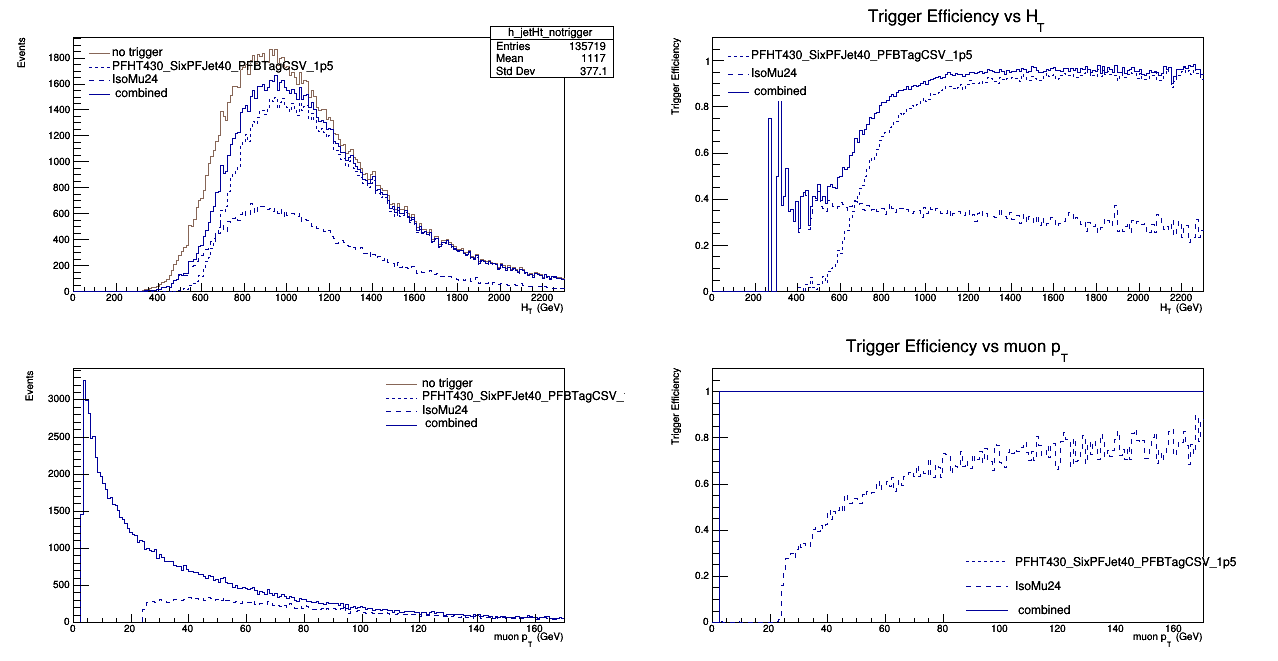 Events
no trigger
PFHT430_SixPFJet40_PFBTagCSV_1p5
IsoMu24
combined
h_jetHt_notrigger
Entries 135719
Mean 1117
Std Dev 377.1
1800
1600
1400
1200
1000
800
600
400
200
0
0 200 400 600 800 1000 1200 1400 1600 1800 2000 2200
H_T (GeV)
Trigger Efficiency vs H_T
Trigger Efficiency
PFHT430_SixPFJet40_PFBTagCSV_1p5
IsoMu24
combined
1
0.8
0.6
0.4
0.2
0
0 200 400 600 800 1000 1200 1400 1600 1800 2000 2200
H_T (GeV)
Events
no trigger
PFHT430_SixPFJet40_PFBTagCSV_
IsoMu24
combined
3000
2500
2000
1500
1000
500
0
0 20 40 60 80 100 120 140 160
muon p_T (GeV)
Trigger Efficiency vs muon p_T
Trigger Efficiency
1
0.8
0.6
0.4
0.2
0
PFHT430_SixPFJet40_PFBTagCSV_1p5
IsoMu24
combined
0 20 40 60 80 100 120 140 160
muon p_T (GeV)